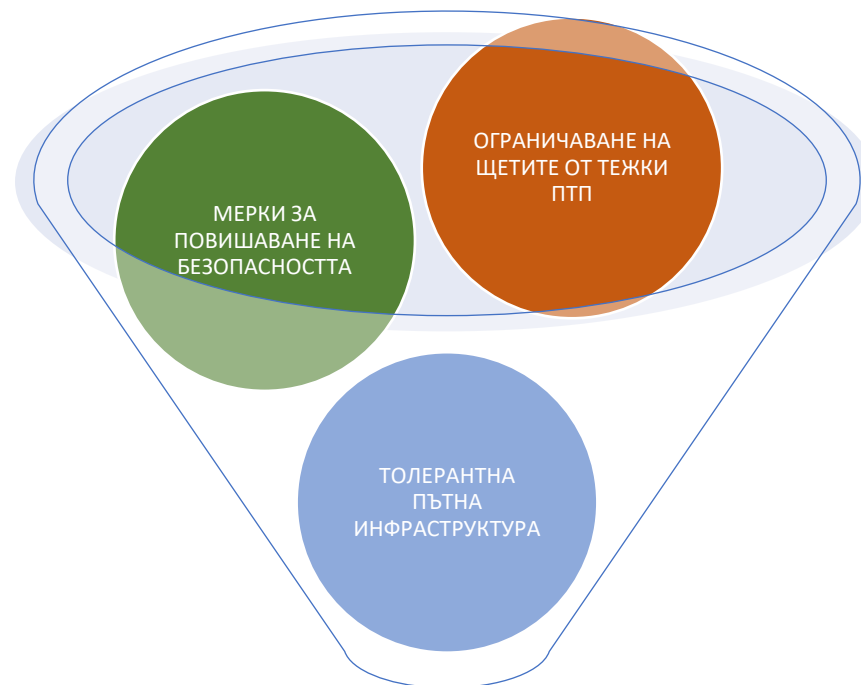 ОГРАНИЧАВАНЕ НА
ЩЕТИТЕ ОТ ТЕЖКИ
ПТП
МЕРКИ ЗА
ПОВИШАВАНЕ НА
БЕЗОПАСНОСТТА
ТОЛЕРАНТНА
ПЪТНА
ИНФРАСТРУКТУРА